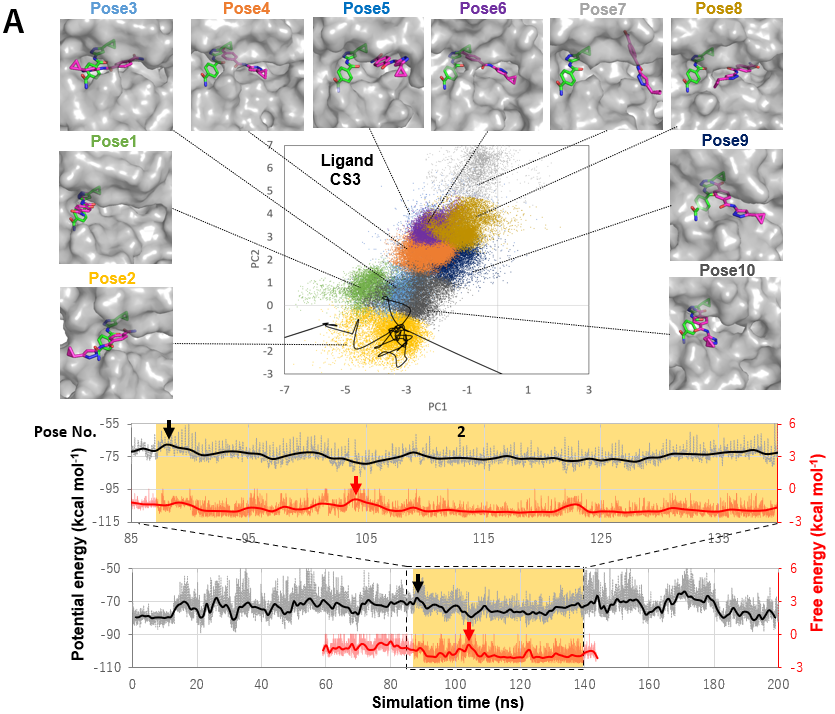 A
Pose3 Pose4 Pose5 Pose6 Pose7 Pose8
Pose1
Pose9
Pose2
Pose10
Ligand
CS3
7
6
5
4
3
2
1
0
-1
-2
-3
PC2
-7 -5 -3 -1 1 3
PC1
Pose No.
2
-55
-75
-95
-115
6
3
0
-3
85 95 105 115 125 135
-50
-70
-90
-110
6
3
0
-3
0 20 40 60 80 100 120 140 160 180 200
Potential energy (kcal mol⁻¹)
Free energy (kcal mol⁻¹)
Simulation time (ns)